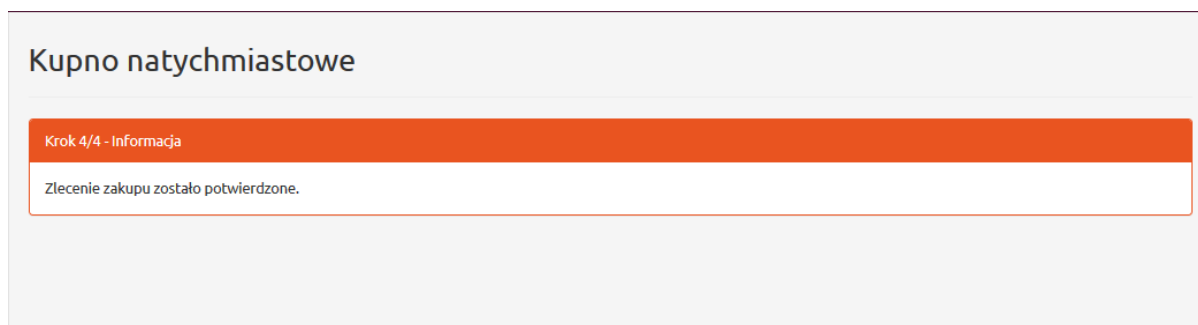 Kupno natychmiastowe
Krok 4/4 - Informacja
Zlecenie zakupu zostało potwierdzone.